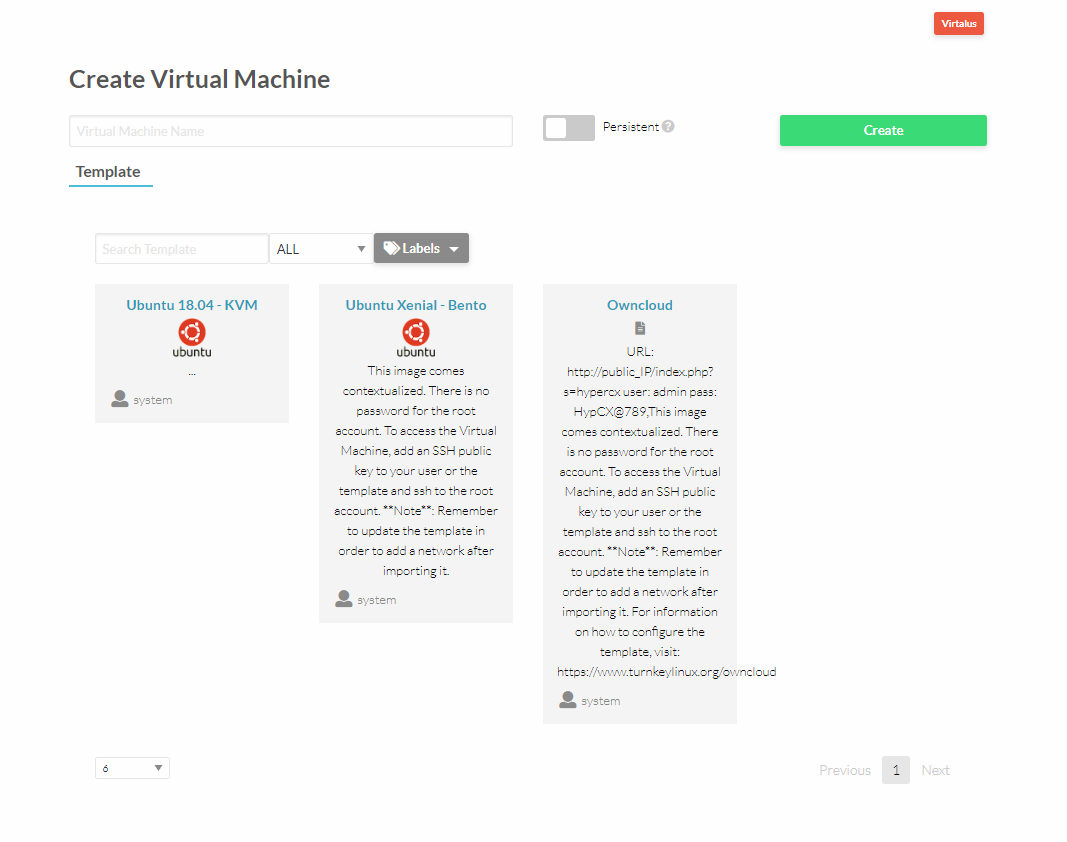 Virtalus
Create Virtual Machine
Virtual Machine Name
Persistent
Create
Template
Search Template
ALL
Labels
Ubuntu 18.04 - KVM
ubuntu
...
system
Ubuntu Xenial - Bento
ubuntu
This image comes
contextualized. There is no
password for the root
account. To access the Virtual
Machine, add an SSH public
key to your user or the
template and ssh to the root
account. **Note**: Remember
to update the template in
order to add a network after
importing it.
system
Owncloud
URL:
http://public_IP/index.php?
s=hypercx user: admin pass:
HypCX@789,This image
comes contextualized. There
is no password for the root
account. To access the Virtual
Machine, add an SSH public
key to your user or the
template and ssh to the root
account. **Note**: Remember
to update the template in
order to add a network after
importing it. For information
on how to configure the
template, visit:
https://www.turnkeylinux.org/owncloud
system
6
Previous
1
Next